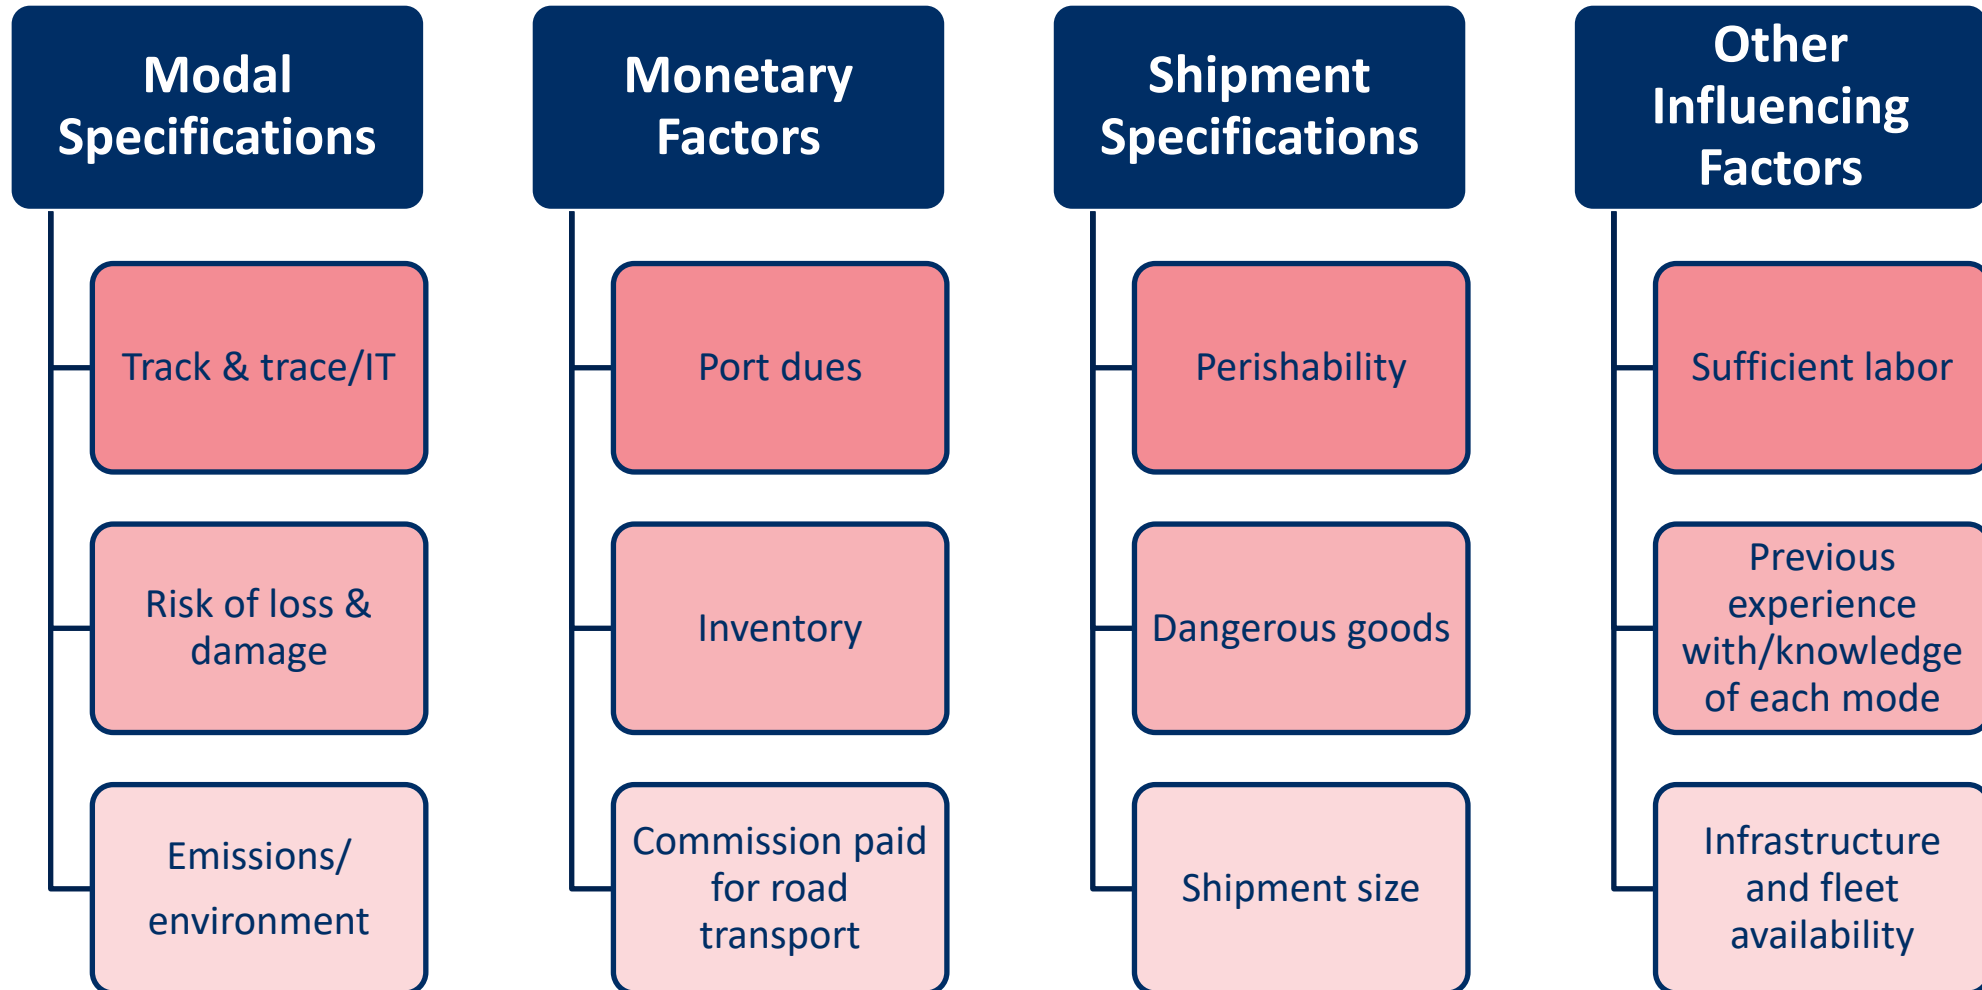 Modal
Specifications
Track & trace/IT
Risk of loss &
damage
Emissions/
environment
Monetary
Factors
Port dues
Inventory
Commission paid
for road
transport
Shipment
Specifications
Perishability
Dangerous goods
Shipment size
Other
Influencing
Factors
Sufficient labor
Previous
experience
with/knowledge
of each mode
Infrastructure
and fleet
availability